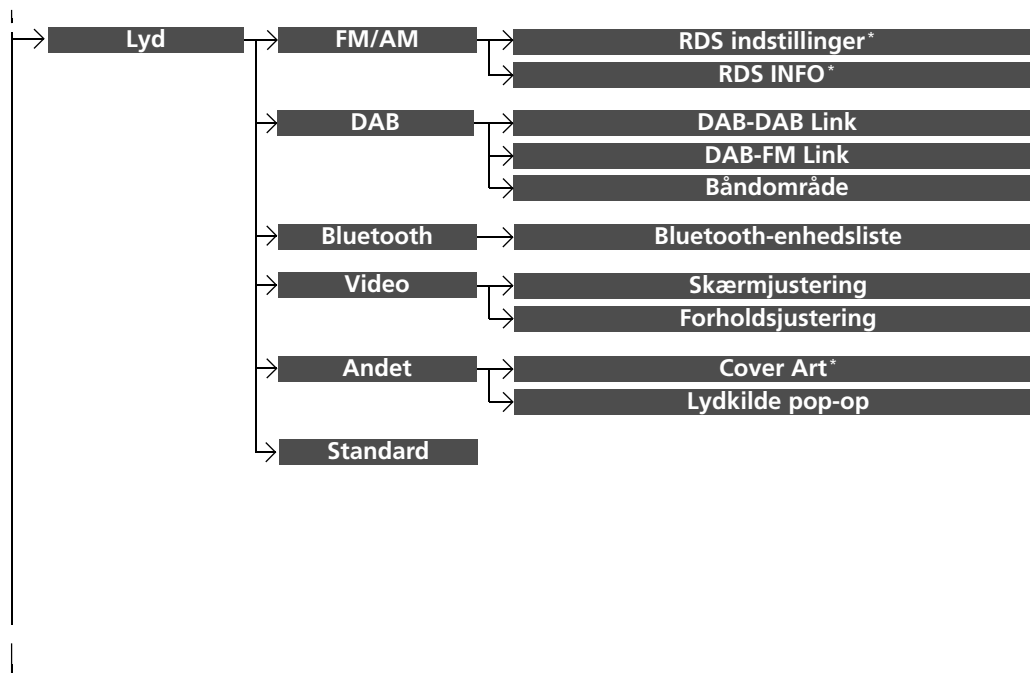 Lyd
FM/AM
RDS indstillinger*
RDS INFO*
DAB
DAB-DAB Link
DAB-FM Link
Båndområde
Bluetooth
Bluetooth-enhedsliste
Video
Skærmjustering
Forholdsjustering
Andet
Cover Art*
Lydkilde pop-op
Standard